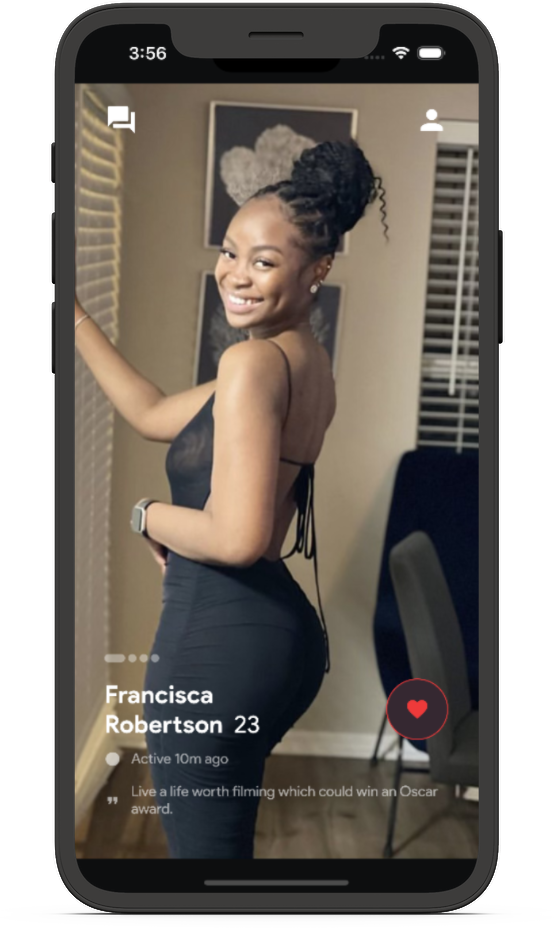 3:56
Francisca
Robertson 23
Active 10m ago
Live a life worth filming which could win an Oscar
award.